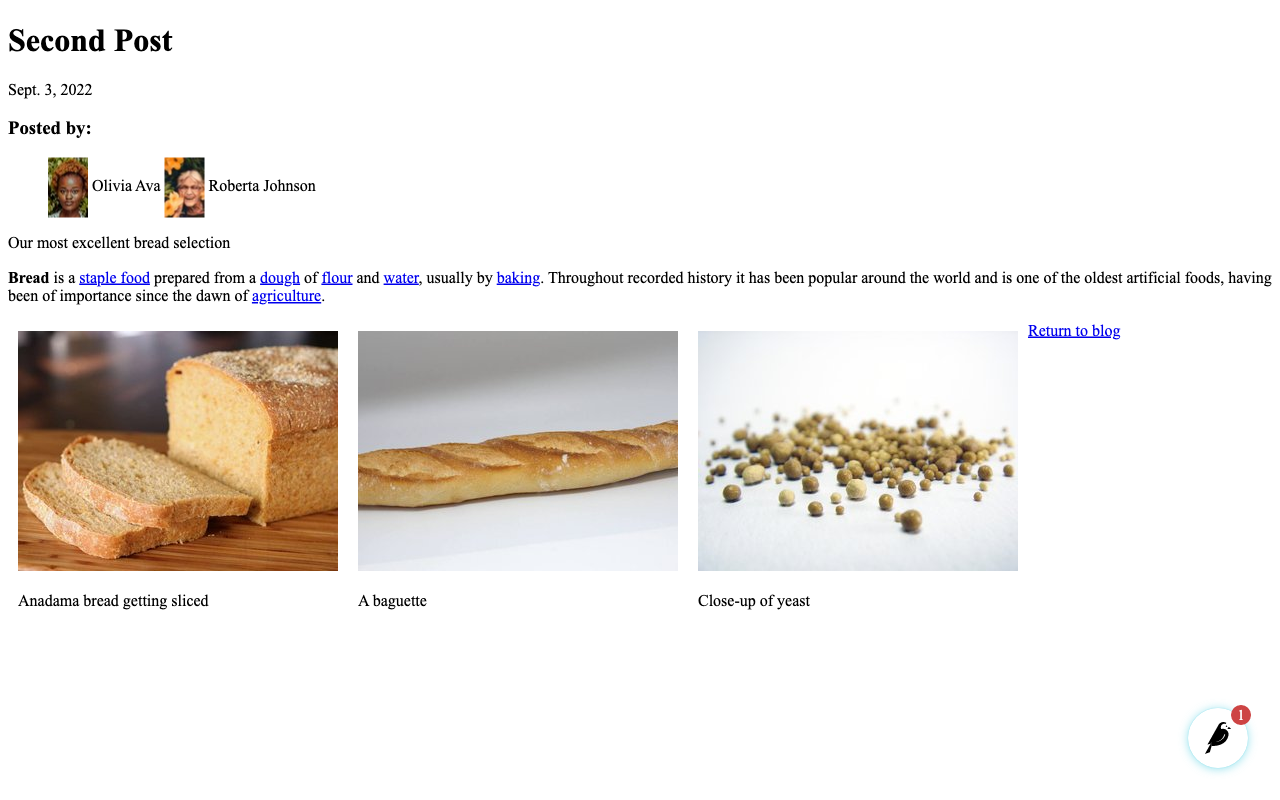 Second Post
Sept. 3, 2022
Posted by:
Olivia Ava Roberta Johnson
Our most excellent bread selection
Bread is a staple food prepared from a dough of flour and water, usually by baking. Throughout recorded history it has been popular around the world and is one of the oldest artificial foods, having
been of importance since the dawn of agriculture.
Return to blog
Anadama bread getting sliced
A baguette
Close-up of yeast
1